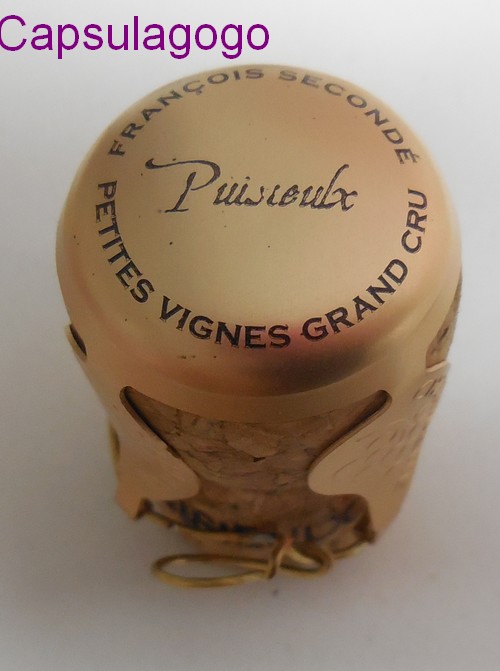 Capsulagogo
FRANÇOIS SECONDÉ
Puisieulx
PETITES VIGNES GRAND CRU